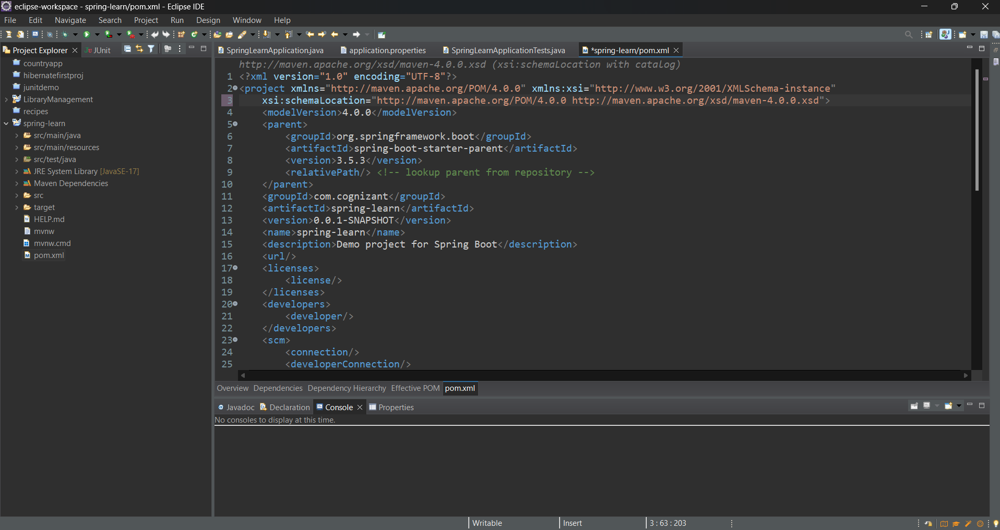 eclipse-workspace - spring-learn/pom.xml - Eclipse IDE
File Edit Navigate Search Project Run Design Window Help
Project Explorer
JUnit
SpringLearnApplication.java
application.properties
SpringLearnApplicationTests.java
*spring-learn/pom.xml
countryapp
hibernatefirstproj
junitdemo
LibraryManagement
recipes
spring-learn
src/main/java
src/main/resources
src/test/java
JRE System Library [JavaSE-17]
Maven Dependencies
src
target
HELP.md
mvnw
mvnw.cmd
pom.xml
http://maven.apache.org/xsd/maven-4.0.0.xsd (xsi:schemaLocation with catalog)
1 <?xml version="1.0" encoding="UTF-8"?>
2 <project xmlns="http://maven.apache.org/POM/4.0.0" xmlns:xsi="http://www.w3.org/2001/XMLSchema-instance"
3 xsi:schemaLocation="http://maven.apache.org/POM/4.0.0 http://maven.apache.org/xsd/maven-4.0.0.xsd">
4 <modelVersion>4.0.0</modelVersion>
5 <parent>
6 <groupId>org.springframework.boot</groupId>
7 <artifactId>spring-boot-starter-parent</artifactId>
8 <version>3.5.3</version>
9 <relativePath/> <!-- lookup parent from repository -->
10 </parent>
11 <groupId>com.cognizant</groupId>
12 <artifactId>spring-learn</artifactId>
13 <version>0.0.1-SNAPSHOT</version>
14 <name>spring-learn</name>
15 <description>Demo project for Spring Boot</description>
16 <url/>
17 <licenses>
18 <license/>
19 </licenses>
20 <developers>
21 <developer/>
22 </developers>
23 <scm>
24 <connection/>
25 <developerConnection/>
Overview Dependencies Dependency Hierarchy Effective POM pom.xml
Javadoc Declaration Console Properties
No consoles to display at this time.
Writable Insert 3 : 63 : 203